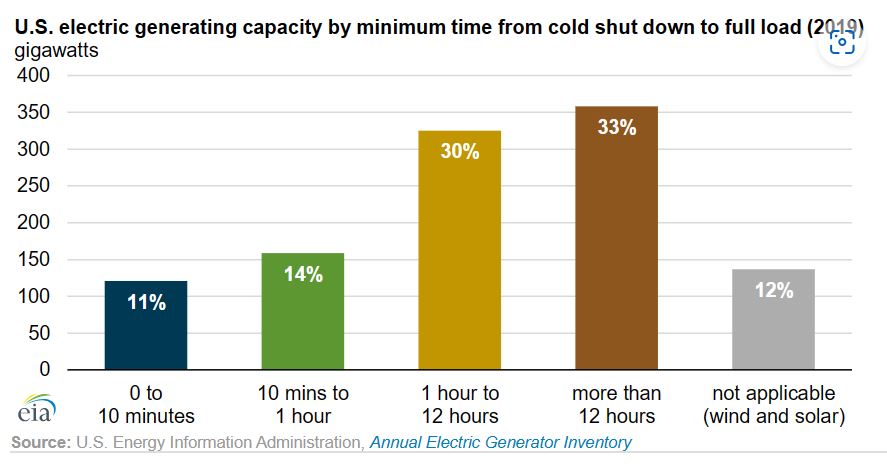 U.S. electric generating capacity by minimum time from cold shut down to full load (2019)
gigawatts
400
350
300
250
200
150
100
50
0
11%
14%
30%
33%
12%
0 to
10 minutes
10 mins to
1 hour
1 hour to
12 hours
more than
12 hours
not applicable
(wind and solar)
eia
Source: U.S. Energy Information Administration, Annual Electric Generator Inventory